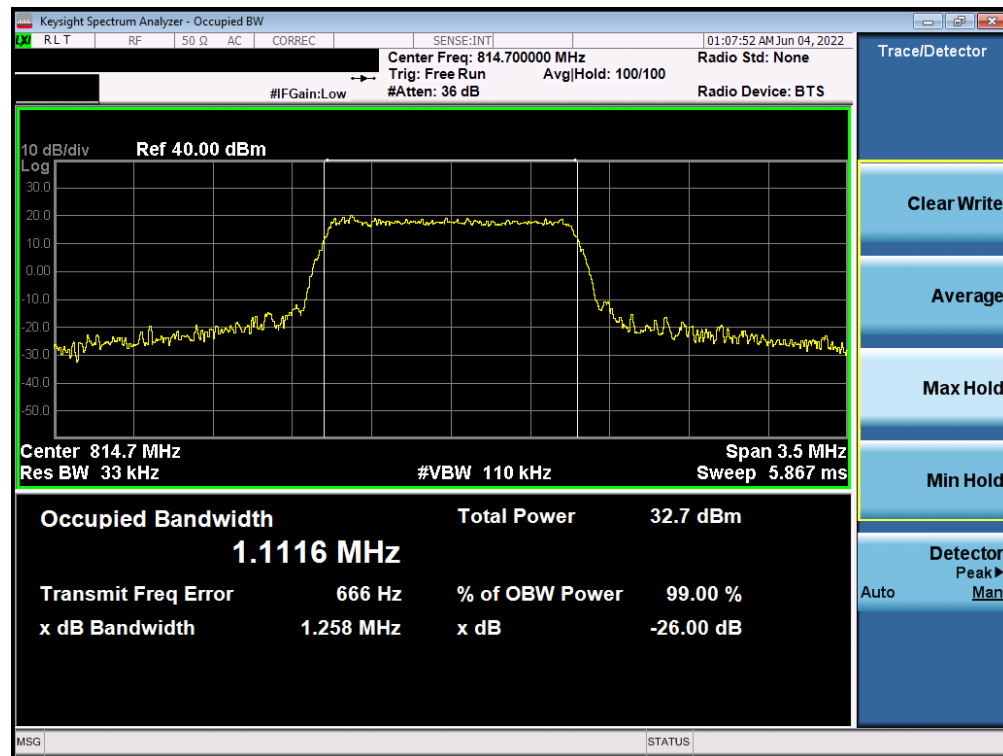 Keysight Spectrum Analyzer - Occupied BW
LXI RLT RF 50 Ω AC CORREC SENSE:INT 01:07:52 AM Jun 04, 2022
Center Freq: 814.700000 MHz Radio Std: None
Trig: Free Run Avg|Hold: 100/100
#IFGain:Low #Atten: 36 dB Radio Device: BTS
10 dB/div Ref 40.00 dBm
Log
30.0
20.0
10.0
0.00
-10.0
-20.0
-30.0
-40.0
-50.0
Center 814.7 MHz Span 3.5 MHz
Res BW 33 kHz #VBW 110 kHz Sweep 5.867 ms
Occupied Bandwidth Total Power 32.7 dBm
1.1116 MHz
Transmit Freq Error 666 Hz % of OBW Power 99.00 %
x dB Bandwidth 1.258 MHz x dB -26.00 dB
MSG STATUS
Trace/Detector
Clear Write
Average
Max Hold
Min Hold
Detector
Peak▶
Auto Man